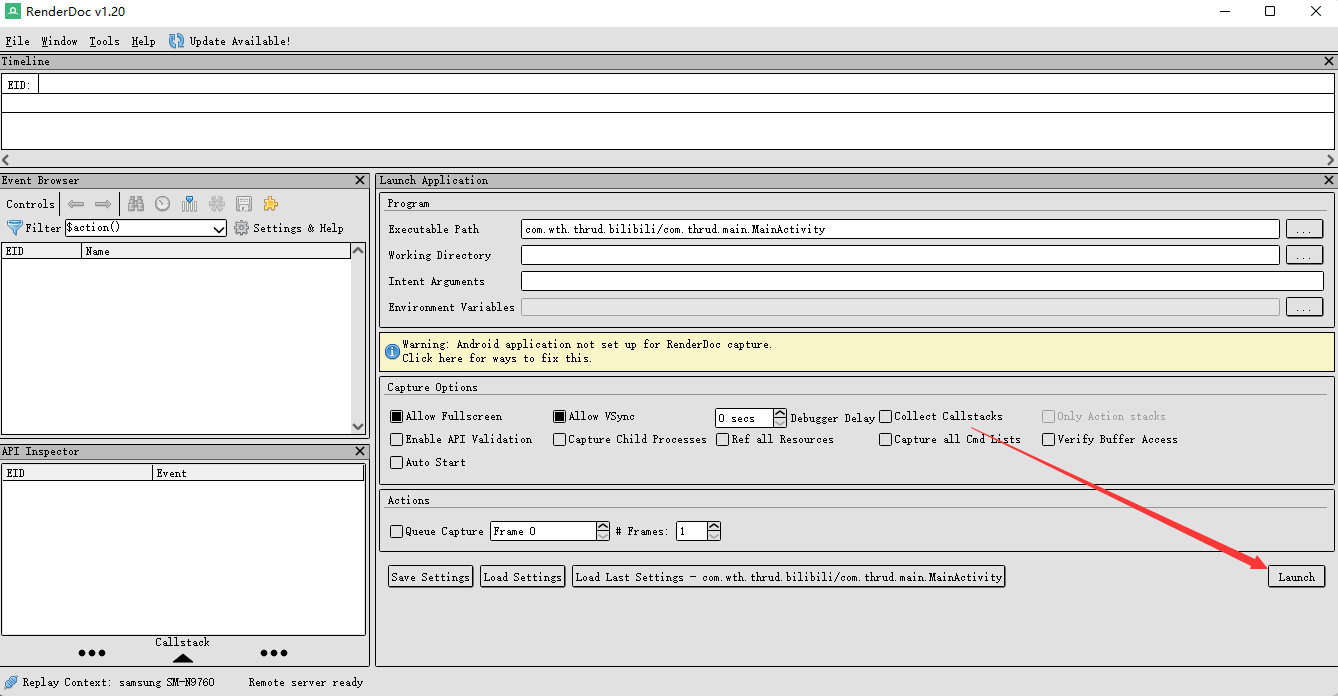 RenderDoc v1.20
File Window Tools Help Update Available!
Timeline
EID:
Event Browser
Controls
Filter $action() Settings & Help
EID Name
API Inspector
EID Event
Callstack
Launch Application
Program
Executable Path com.wth.thrud.bilibili/com.thrud.main.MainActivity ...
Working Directory ...
Intent Arguments
Environment Variables ...
Warning: Android application not set up for RenderDoc capture.
Click here for ways to fix this.
Capture Options
Allow Fullscreen Allow VSync 0 secs Debugger Delay Collect Callstacks Only Action stacks
Enable API Validation Capture Child Processes Ref all Resources Capture all Cmd Lists Verify Buffer Access
Auto Start
Actions
Queue Capture Frame 0 # Frames: 1
Save Settings Load Settings Load Last Settings - com.wth.thrud.bilibili/com.thrud.main.MainActivity Launch
Replay Context: samsung SM-N9760 Remote server ready